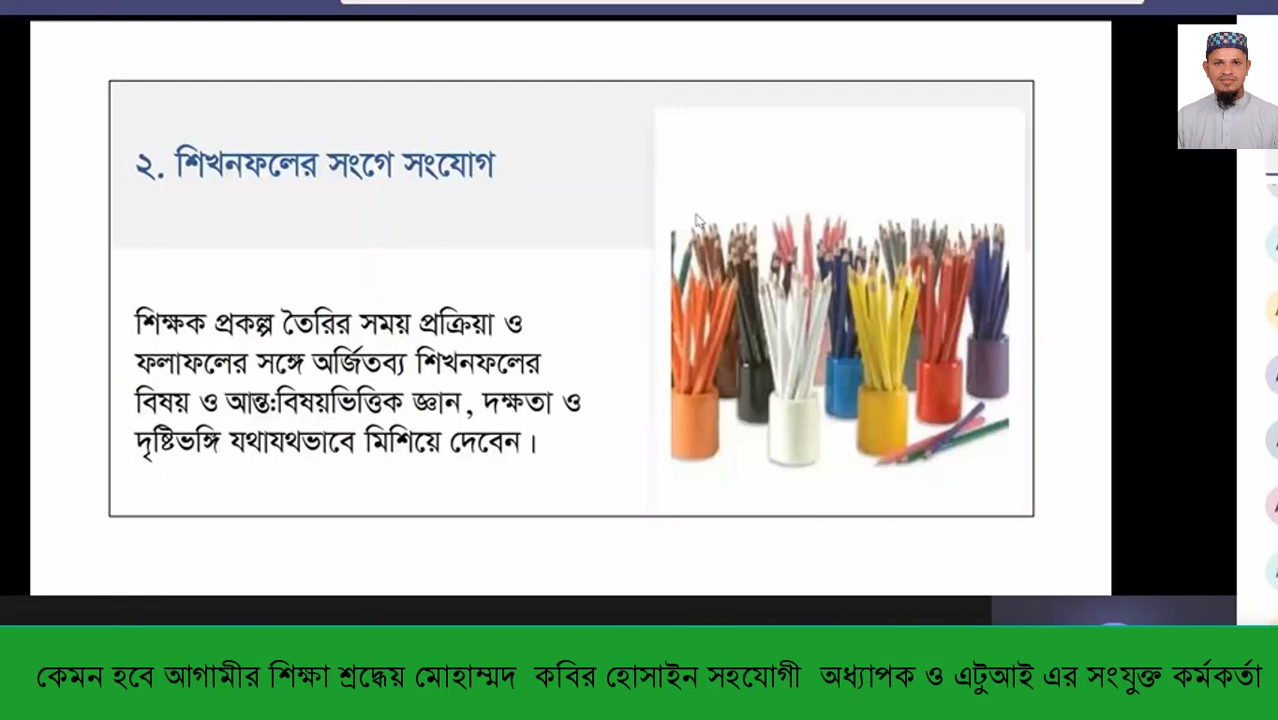 ২. শিখনফলের সংগে সংযোগ
শিক্ষক প্রকল্প তৈরির সময় প্রক্রিয়া ও
ফলাফলের সঙ্গে অর্জিতব্য শিখনফলের
বিষয় ও আন্ত:বিষয়ভিত্তিক জ্ঞান, দক্ষতা ও
দৃষ্টিভঙ্গি যথাযথভাবে মিশিয়ে দেবেন।
কেমন হবে আগামীর শিক্ষা শ্রদ্ধেয় মোহাম্মদ কবির হোসাইন সহযোগী অধ্যাপক ও এটুআই এর সংযুক্ত কর্মকর্তা